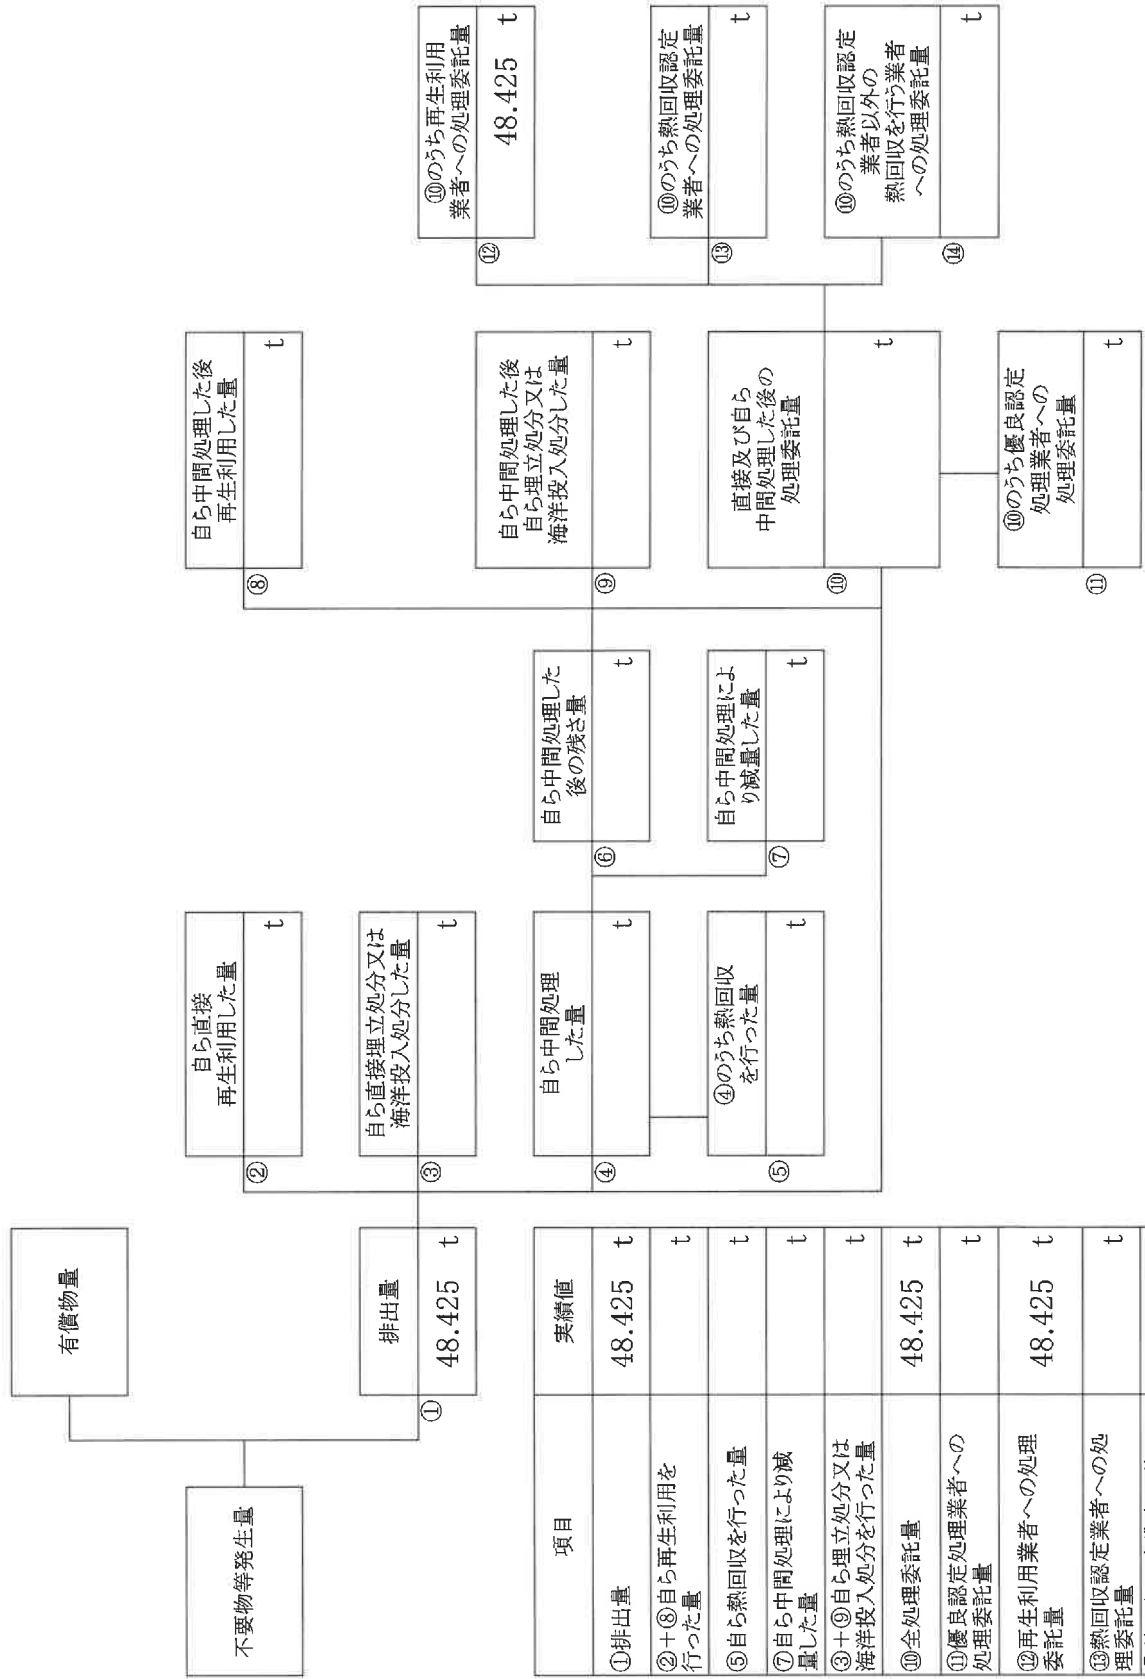 不要物等発生量
有償物量
排出量
① 48.425 t
自ら直接
再生利用した量
② t
自ら直接埋立処分又は
海洋投入処分した量
③ t
自ら中間処理
した量
④ t
④のうち熱回収
を行った量
⑤ t
自ら中間処理した
後の残さ量
⑥ t
自ら中間処理によ
り減量した量
⑦ t
自ら中間処理した後
再生利用した量
⑧ t
自ら中間処理した後
自ら埋立処分又は
海洋投入処分した量
⑨ t
直接及び自ら
中間処理した後の
処理委託量
⑩ t
⑩のうち優良認定
処理業者への
処理委託量
⑪ t
⑩のうち再生利用
業者への処理委託量
⑫ 48.425 t
⑩のうち熱回収認定
業者への処理委託量
⑬ t
⑩のうち熱回収認定
業者以外の
熱回収を行う業者
への処理委託量
⑭ t
項目 実績値
①排出量 48.425 t
②+⑧自ら再生利用を
行った量 t
⑤自ら熱回収を行った量 t
⑦自ら中間処理により減
量した量 t
③+⑨自ら埋立処分又は
海洋投入処分を行った量 t
⑩全処理委託量 48.425 t
⑪優良認定処理業者への
処理委託量 t
⑫再生利用業者への処理
委託量 48.425 t
⑬熱回収認定業者への処
理委託量 t